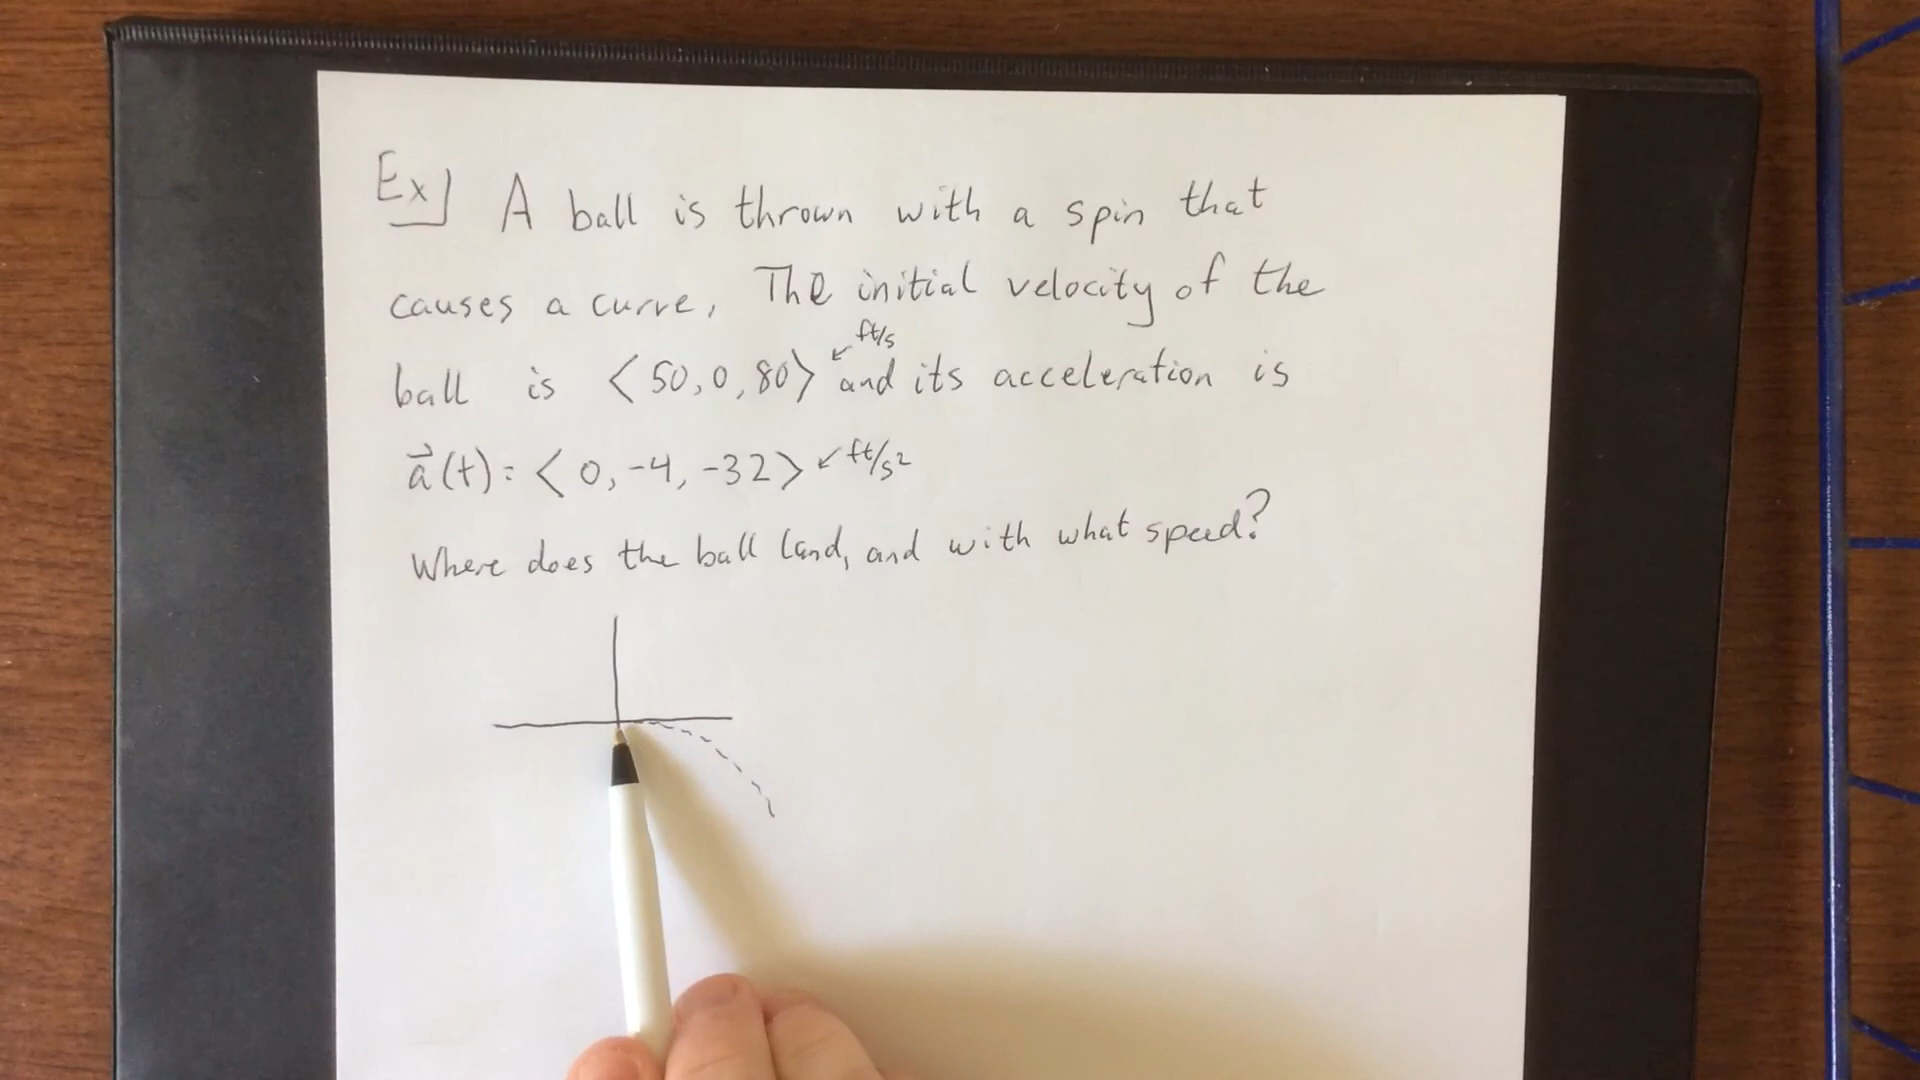 Ex] A ball is thrown with a spin that
causes a curve, The initial velocity of the
ball is ⟨50, 0, 80⟩ ↙ft/s and its acceleration is
a⃗(t) = ⟨0, -4, -32⟩ ↙ft/s²
Where does the ball land, and with what speed?